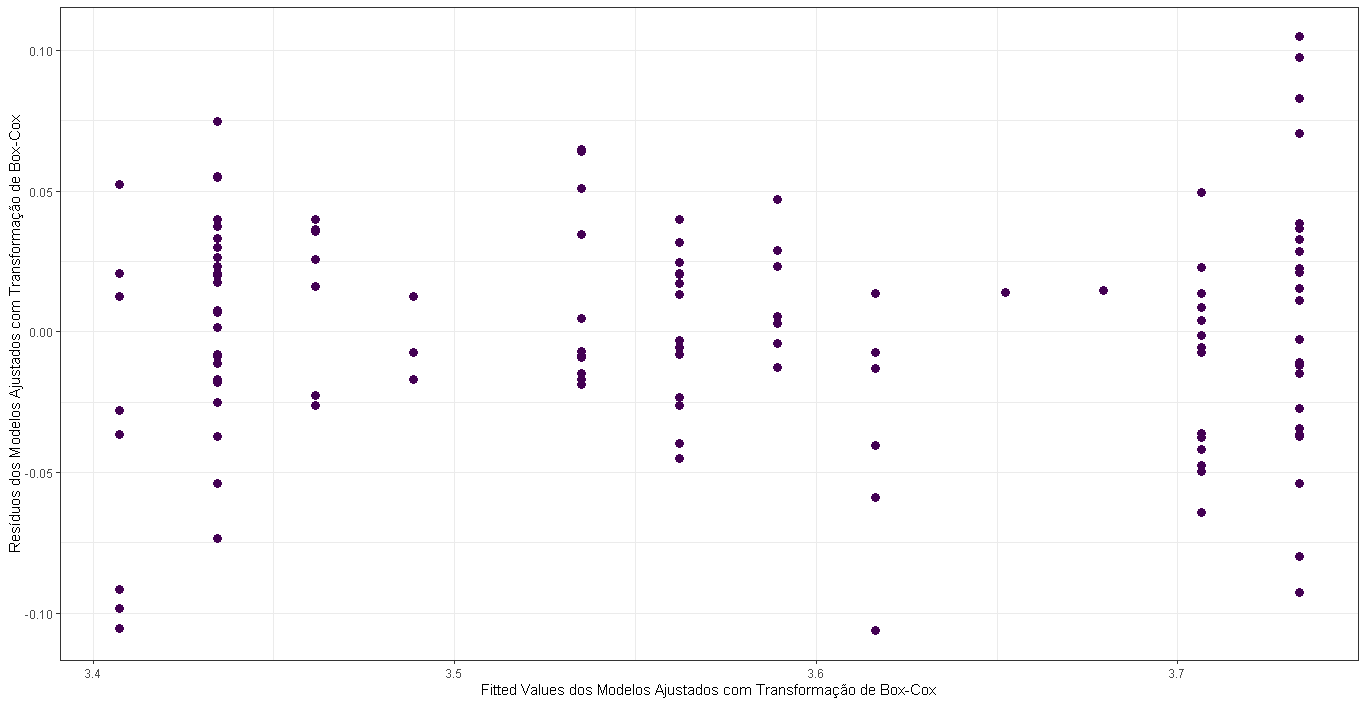 Resíduos dos Modelos Ajustados com Transformação de Box-Cox
0.10
0.05
0.00
-0.05
-0.10
3.4 3.5 3.6 3.7
Fitted Values dos Modelos Ajustados com Transformação de Box-Cox